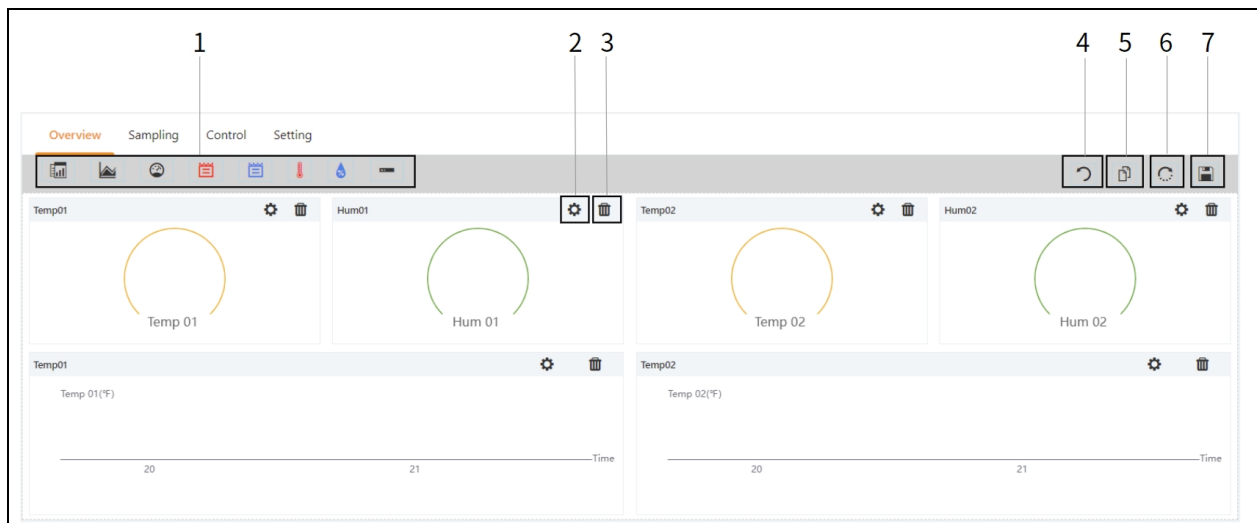 1 2 3 4 5 6 7
Overview Sampling Control Setting
Temp01 Hum01 Temp02 Hum02
Temp 01 Hum 01 Temp 02 Hum 02
Temp01 Temp02
Temp 01(°F) Temp 02(°F)
Time Time
20 21 20 21